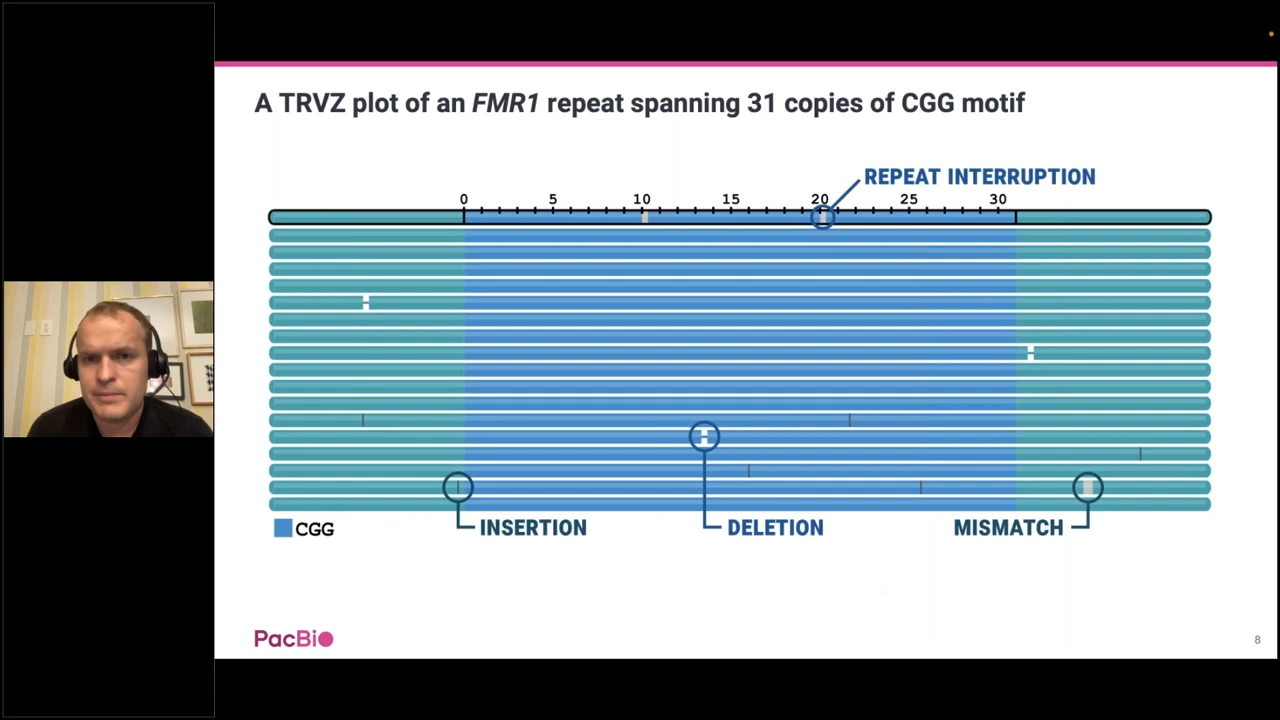 A TRVZ plot of an FMR1 repeat spanning 31 copies of CGG motif
REPEAT INTERRUPTION
0 5 10 15 20 25 30
CGG
INSERTION
DELETION
MISMATCH
PacBio
8